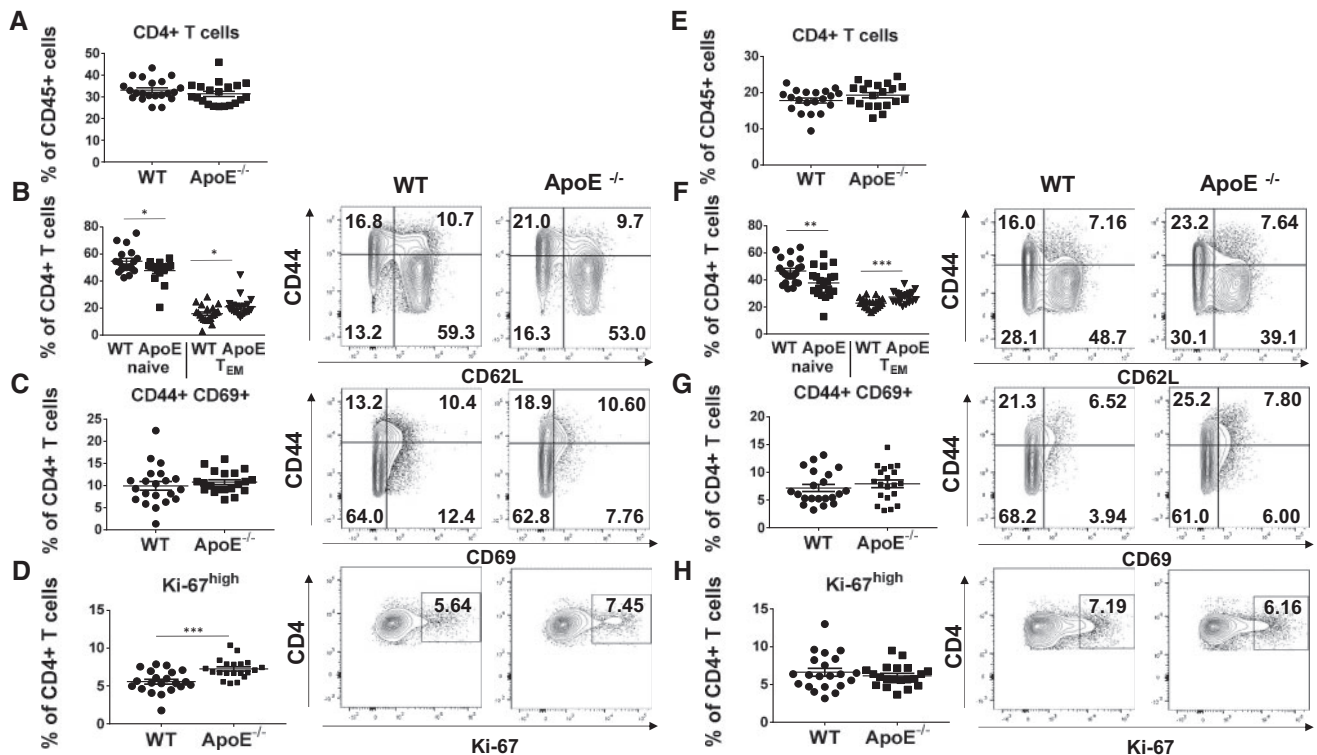 A
CD4+ T cells
% of CD45+ cells
50
40
30
20
10
0
WT ApoE-/-
B
% of CD4+ T cells
80
60
40
20
0
* *
WT ApoE WT ApoE
naive TEM
WT ApoE -/-
16.8 10.7
13.2 59.3
21.0 9.7
16.3 53.0
CD44
CD62L
C
CD44+ CD69+
% of CD4+ T cells
25
20
15
10
5
0
WT ApoE-/-
13.2 10.4
64.0 12.4
18.9 10.60
62.8 7.76
CD44
CD69
D
Ki-67high
% of CD4+ T cells
15
10
5
0
***
WT ApoE-/-
5.64
7.45
CD4
Ki-67
E
CD4+ T cells
% of CD45+ cells
30
20
10
0
WT ApoE-/-
F
% of CD4+ T cells
80
60
40
20
0
** ***
WT ApoE WT ApoE
naive TEM
WT ApoE -/-
16.0 7.16
28.1 48.7
23.2 7.64
30.1 39.1
CD44
CD62L
G
CD44+ CD69+
% of CD4+ T cells
20
15
10
5
0
WT ApoE-/-
21.3 6.52
68.2 3.94
25.2 7.80
61.0 6.00
CD44
CD69
H
Ki-67high
% of CD4+ T cells
15
10
5
0
WT ApoE-/-
7.19
6.16
CD4
Ki-67